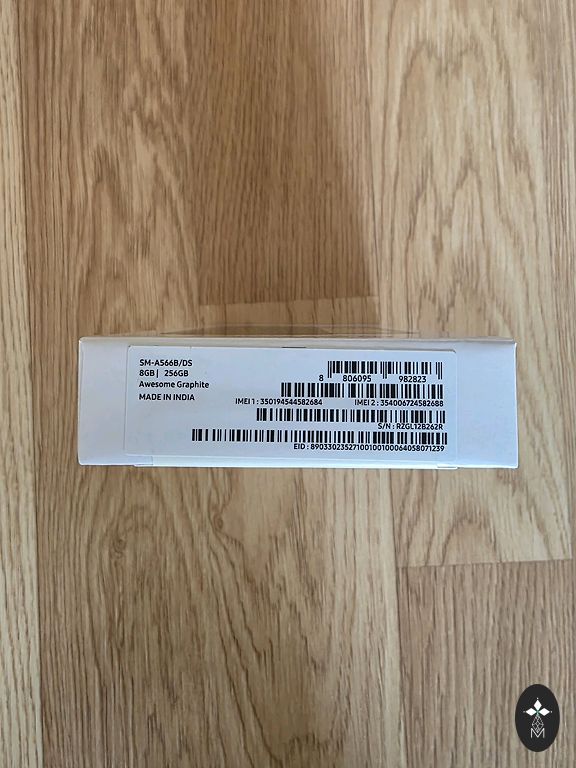 SM-A566B/DS
8GB | 256GB
Awesome Graphite
MADE IN INDIA
8 806095 982823
IMEI 1 : 350194544582684 IMEI 2 : 354006724582688
S/N : RZGL12B262R
EID : 89033023527100100100064058071239
M